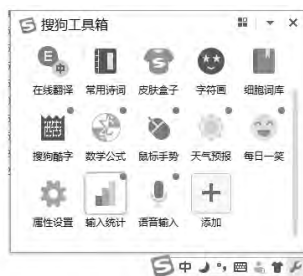 搜狗工具箱
在线翻译 常用诗词 皮肤盒子 字符画 细胞词库
搜狗酷字 数学公式 鼠标手势 天气预报 每日一笑
属性设置 输入统计 语音输入 添加
中